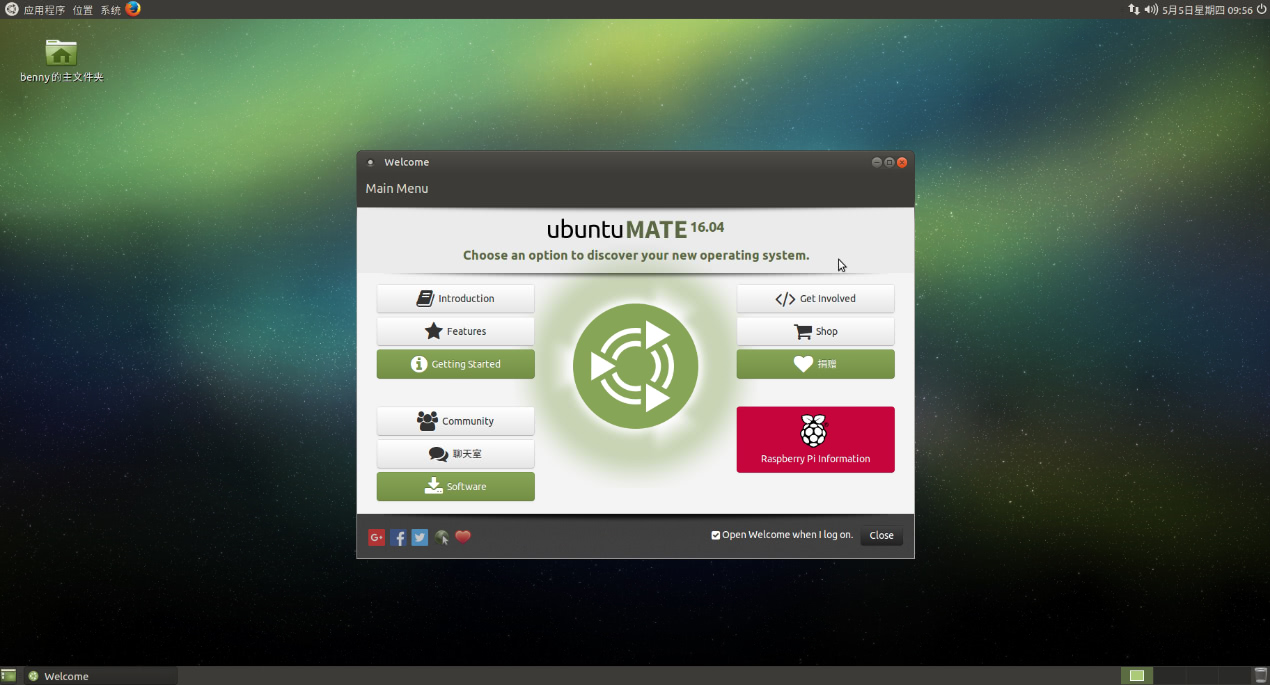 应用程序 位置 系统
5月5日星期四 09:56
benny的主文件夹
Welcome
Main Menu
ubuntu MATE 16.04
Choose an option to discover your new operating system.
Introduction
Features
Getting Started
Community
聊天室
Software
Get Involved
Shop
捐赠
Raspberry Pi Information
G+ f
Open Welcome when I log on.
Close
Welcome